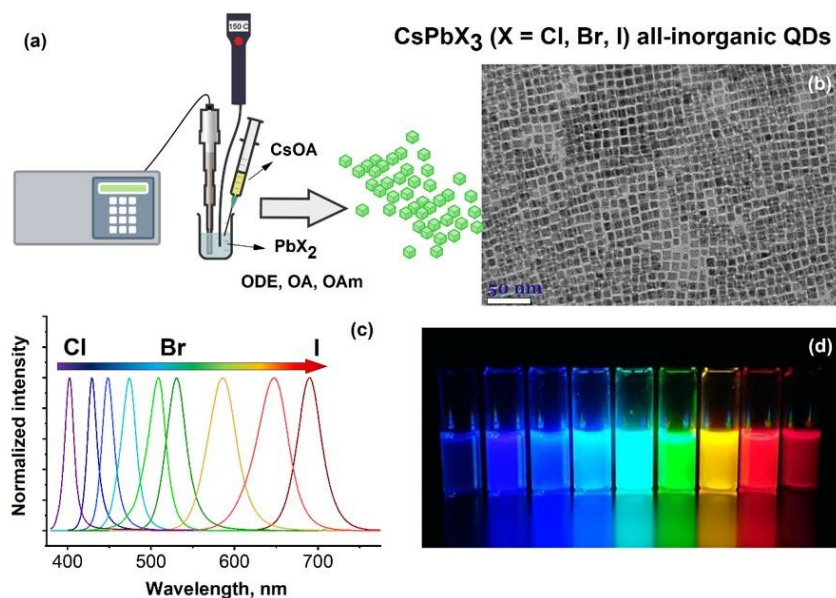 (a)
150 C
CsPbX3 (X = Cl, Br, I) all-inorganic QDs
(b)
CsOA
PbX2
ODE, OA, OAm
50 nm
(c)
Cl
Br
I
Normalized intensity
400
500
600
700
Wavelength, nm
(d)